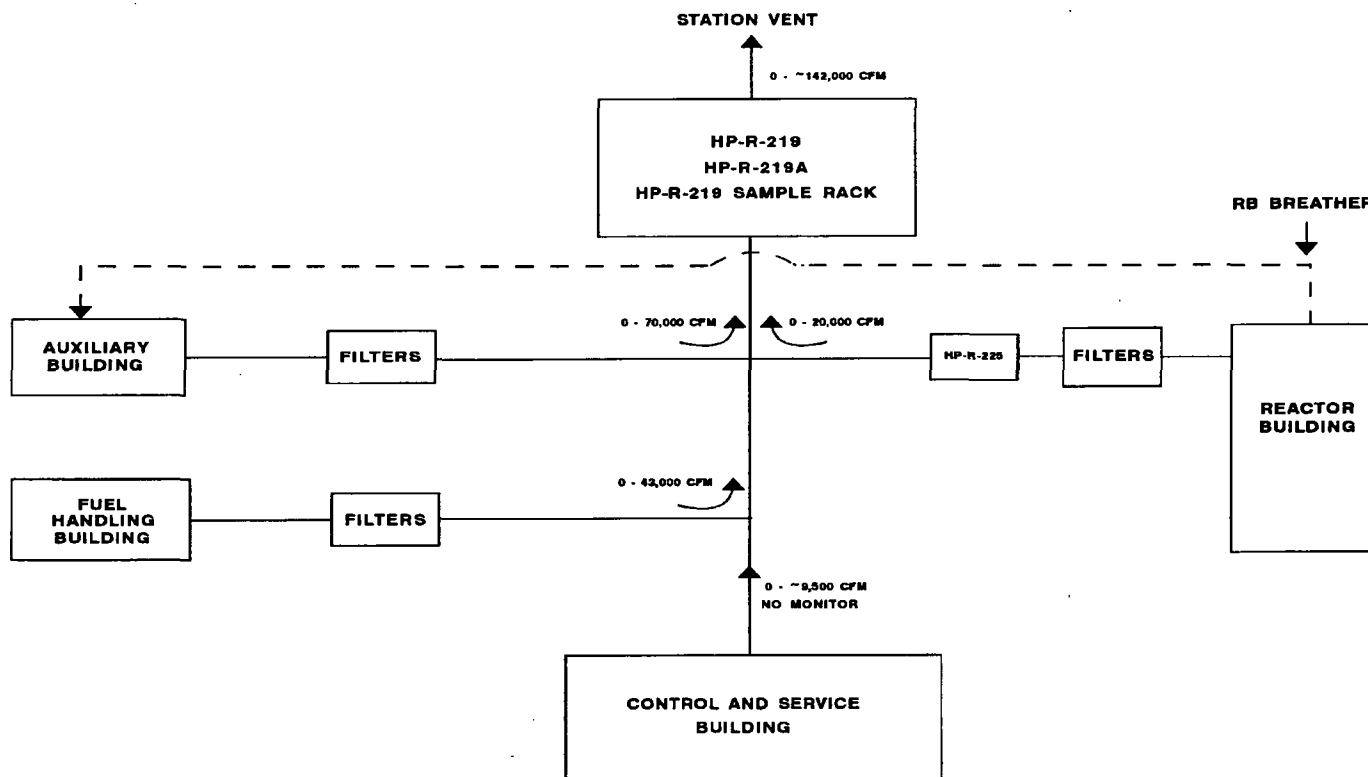 STATION VENT
0 - ~142,000 CFM
HP-R-219
HP-R-219A
HP-R-219 SAMPLE RACK
RB BREATHER
0 - 70,000 CFM
0 - 20,000 CFM
AUXILIARY
BUILDING
FILTERS
HP-R-225
FILTERS
REACTOR
BUILDING
0 - 43,000 CFM
FUEL
HANDLING
BUILDING
FILTERS
0 - ~9,500 CFM
NO MONITOR
CONTROL AND SERVICE
BUILDING